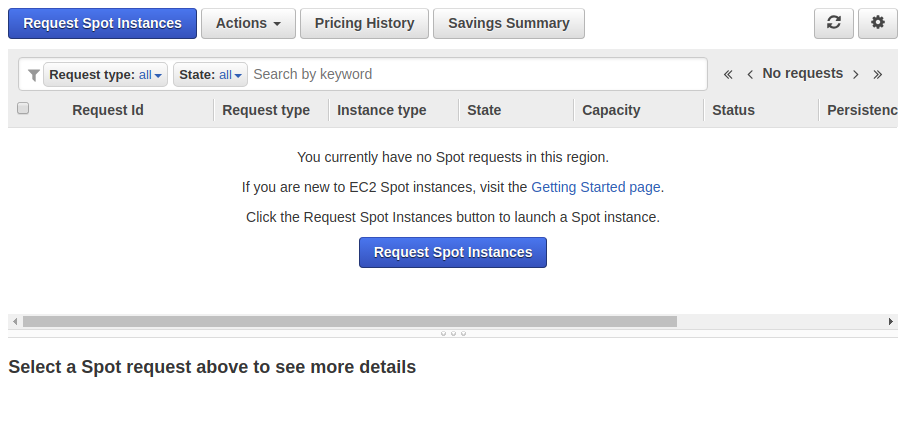 Request Spot Instances Actions Pricing History Savings Summary
Request type: all State: all Search by keyword No requests
Request Id Request type Instance type State Capacity Status Persistenc
You currently have no Spot requests in this region.
If you are new to EC2 Spot instances, visit the Getting Started page.
Click the Request Spot Instances button to launch a Spot instance.
Request Spot Instances
Select a Spot request above to see more details